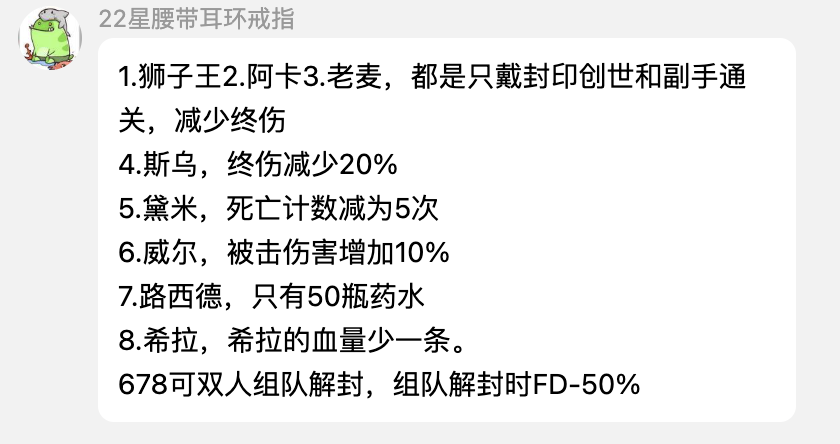 22星腰带耳环戒指
1.狮子王2.阿卡3.老麦，都是只戴封印创世和副手通
关，减少终伤
4.斯乌，终伤减少20%
5.黛米，死亡计数减为5次
6.威尔，被击伤害增加10%
7.路西德，只有50瓶药水
8.希拉，希拉的血量少一条。
678可双人组队解封，组队解封时FD-50%